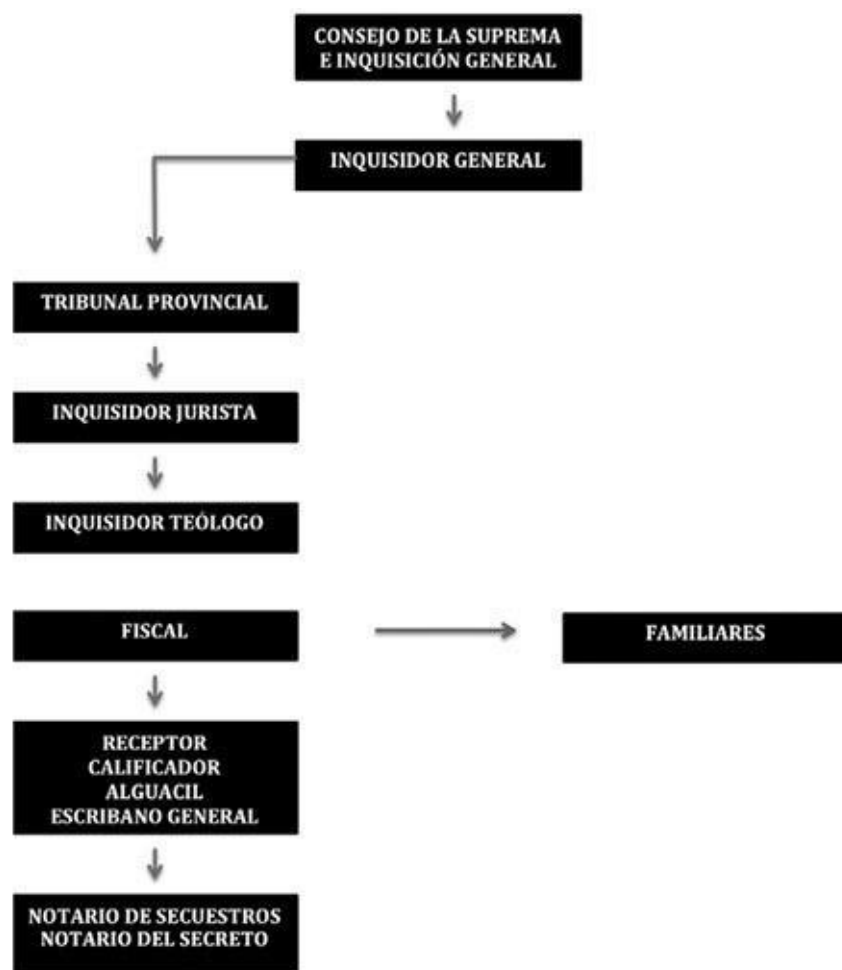 CONSEJO DE LA SUPREMA
E INQUISICIÓN GENERAL
INQUISIDOR GENERAL
TRIBUNAL PROVINCIAL
INQUISIDOR JURISTA
INQUISIDOR TEÓLOGO
FISCAL
FAMILIARES
RECEPTOR
CALIFICADOR
ALGUACIL
ESCRIBANO GENERAL
NOTARIO DE SECUESTROS
NOTARIO DEL SECRETO